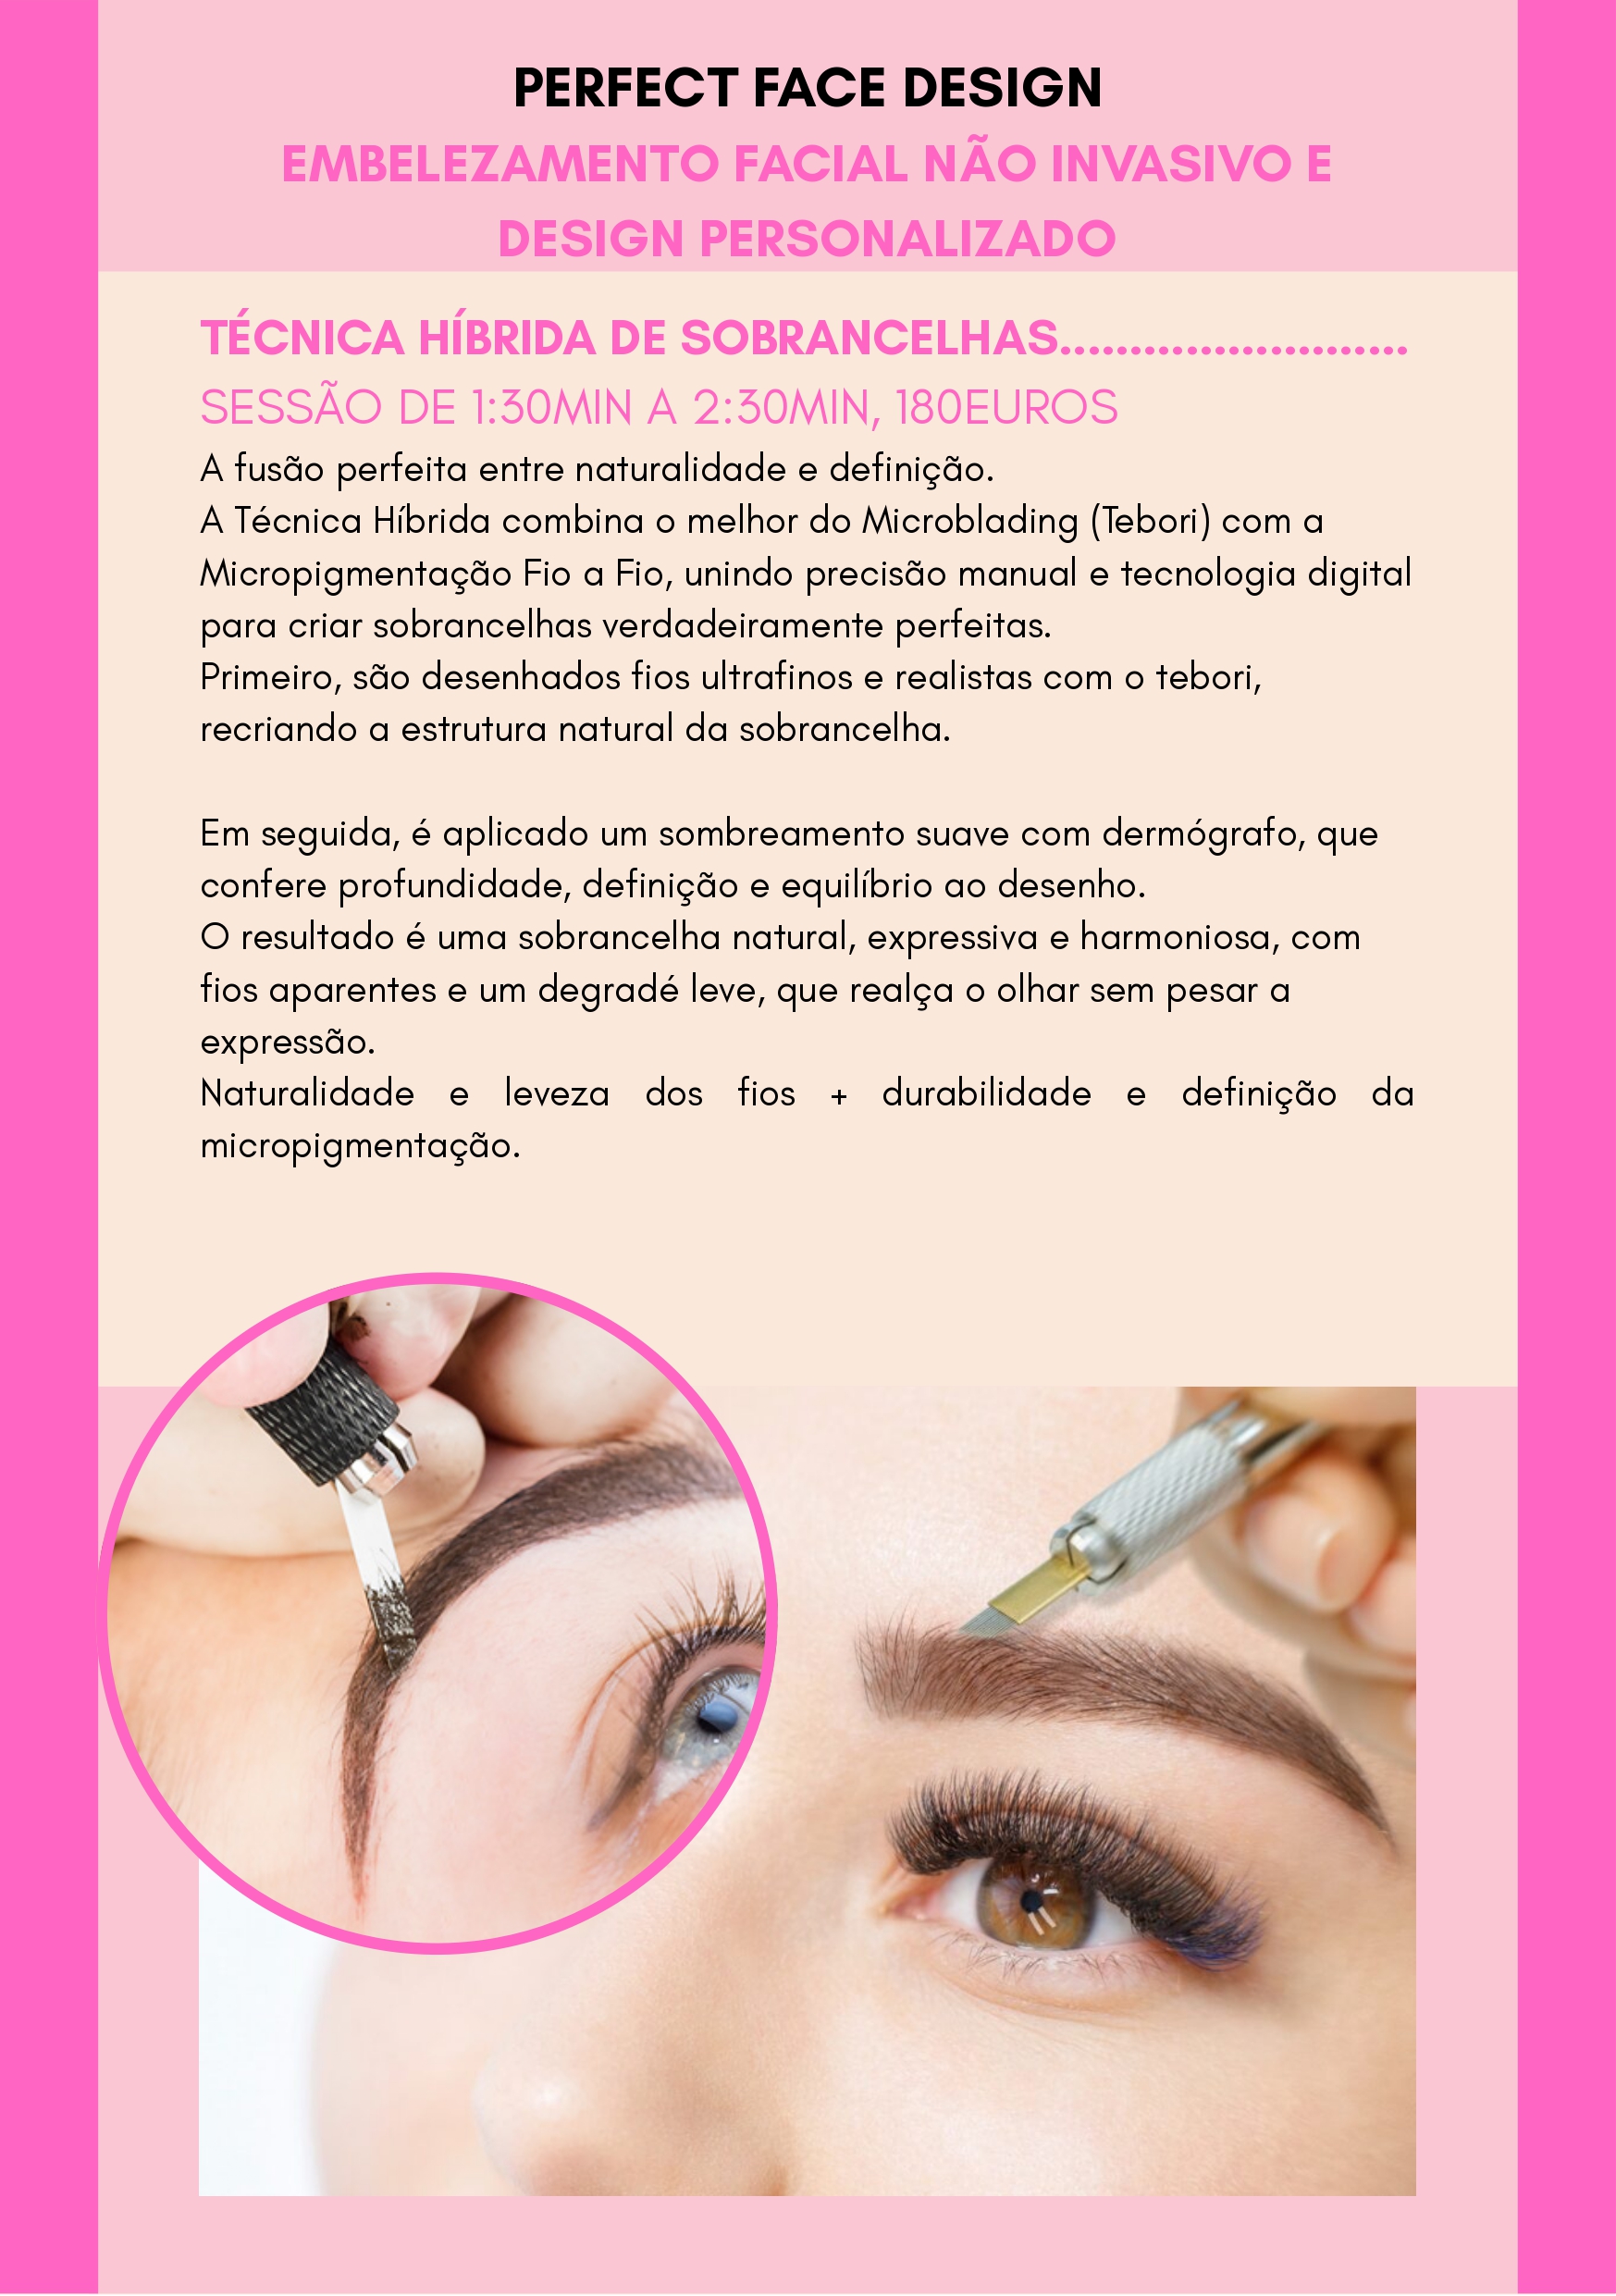 PERFECT FACE DESIGN
EMBELEZAMENTO FACIAL NÃO INVASIVO E
DESIGN PERSONALIZADO
TÉCNICA HÍBRIDA DE SOBRANCELHAS.........................
SESSÃO DE 1:30MIN A 2:30MIN, 180EUROS
A fusão perfeita entre naturalidade e definição.
A Técnica Híbrida combina o melhor do Microblading (Tebori) com a
Micropigmentação Fio a Fio, unindo precisão manual e tecnologia digital
para criar sobrancelhas verdadeiramente perfeitas.
Primeiro, são desenhados fios ultrafinos e realistas com o tebori,
recriando a estrutura natural da sobrancelha.
Em seguida, é aplicado um sombreamento suave com dermógrafo, que
confere profundidade, definição e equilíbrio ao desenho.
O resultado é uma sobrancelha natural, expressiva e harmoniosa, com
fios aparentes e um degradé leve, que realça o olhar sem pesar a
expressão.
Naturalidade e leveza dos fios + durabilidade e definição da
micropigmentação.